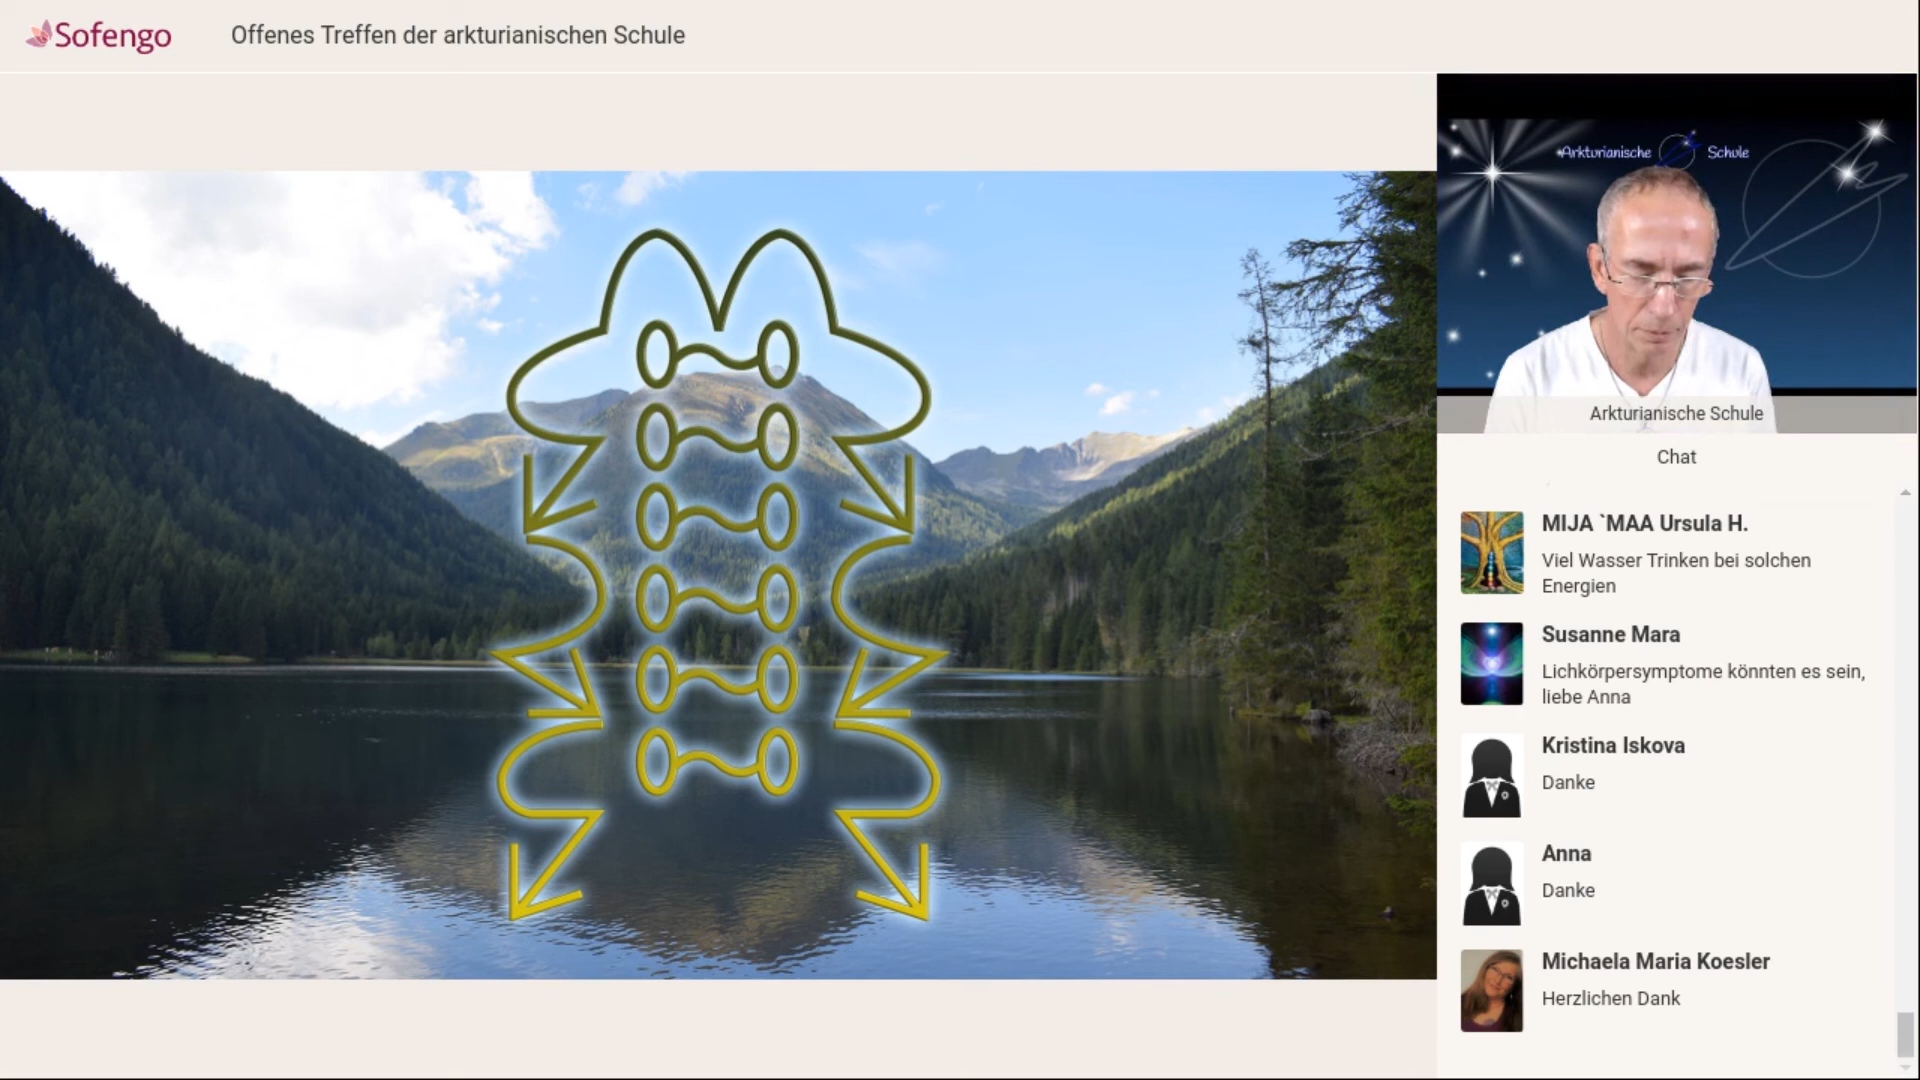 Sofengo
Offenes Treffen der arkturianischen Schule
Arkturianische Schule
Arkturianische Schule
Chat
MIJA `MAA Ursula H.
Viel Wasser Trinken bei solchen
Energien
Susanne Mara
Lichkörpersymptome könnten es sein,
liebe Anna
Kristina Iskova
Danke
Anna
Danke
Michaela Maria Koesler
Herzlichen Dank